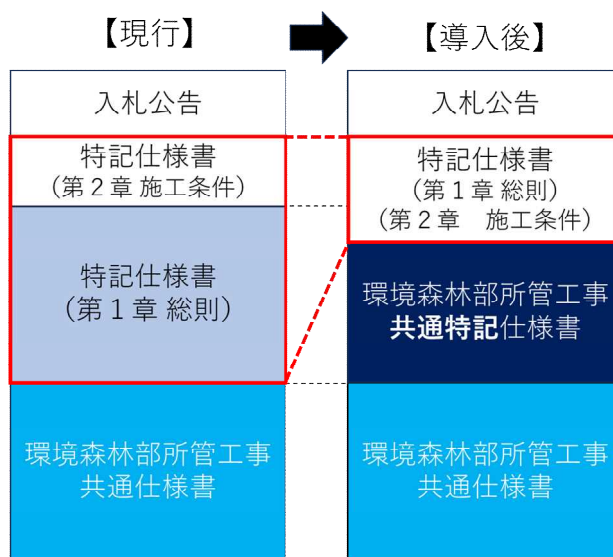 【現行】
【導入後】
入札公告
特記仕様書
(第２章 施工条件)
特記仕様書
(第１章 総則)
環境森林部所管工事
共通仕様書
入札公告
特記仕様書
(第１章 総則)
(第２章　施工条件)
環境森林部所管工事
共通特記仕様書
環境森林部所管工事
共通仕様書